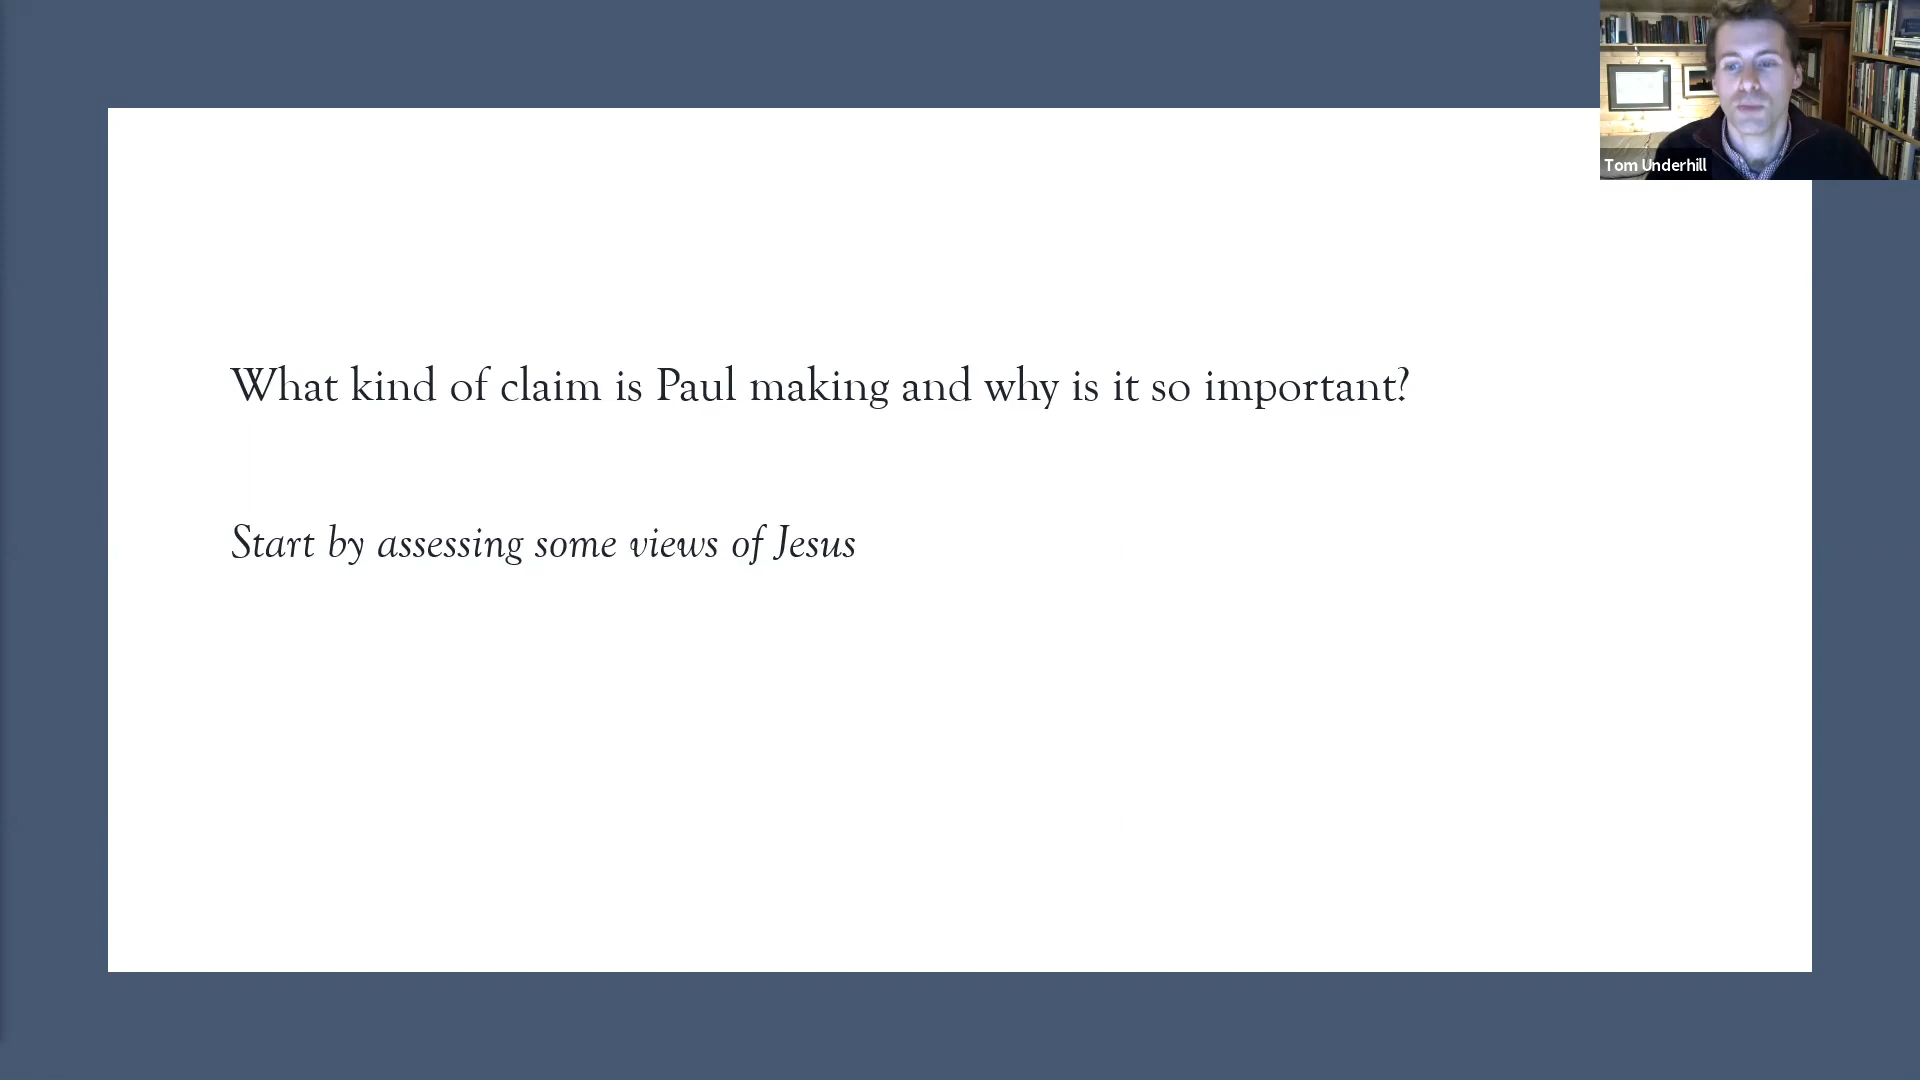 What kind of claim is Paul making and why is it so important?
Start by assessing some views of Jesus
Tom Underhill